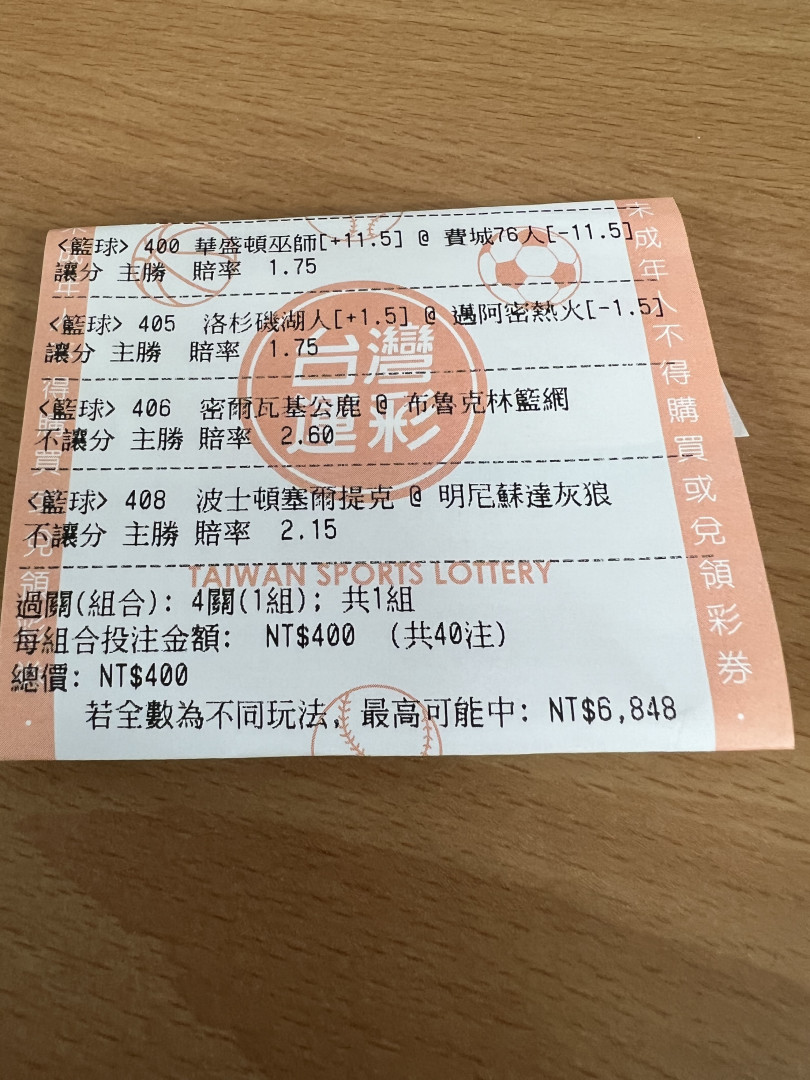 <籃球> 400 華盛頓巫師[+11.5] @ 費城76人[-11.5]
讓分 主勝 賠率 1.75
<籃球> 405 洛杉磯湖人[+1.5] @ 邁阿密熱火[-1.5]
讓分 主勝 賠率 1.75
<籃球> 406 密爾瓦基公鹿 @ 布魯克林籃網
不讓分 主勝 賠率 2.60
<籃球> 408 波士頓塞爾提克 @ 明尼蘇達灰狼
不讓分 主勝 賠率 2.15
過關(組合): 4關(1組); 共1組
每組合投注金額: NT$400 (共40注)
總價: NT$400
若全數為不同玩法, 最高可能中: NT$6,848
台灣
運彩
TAIWAN SPORTS LOTTERY
未成年人不得購買或兌領彩券.